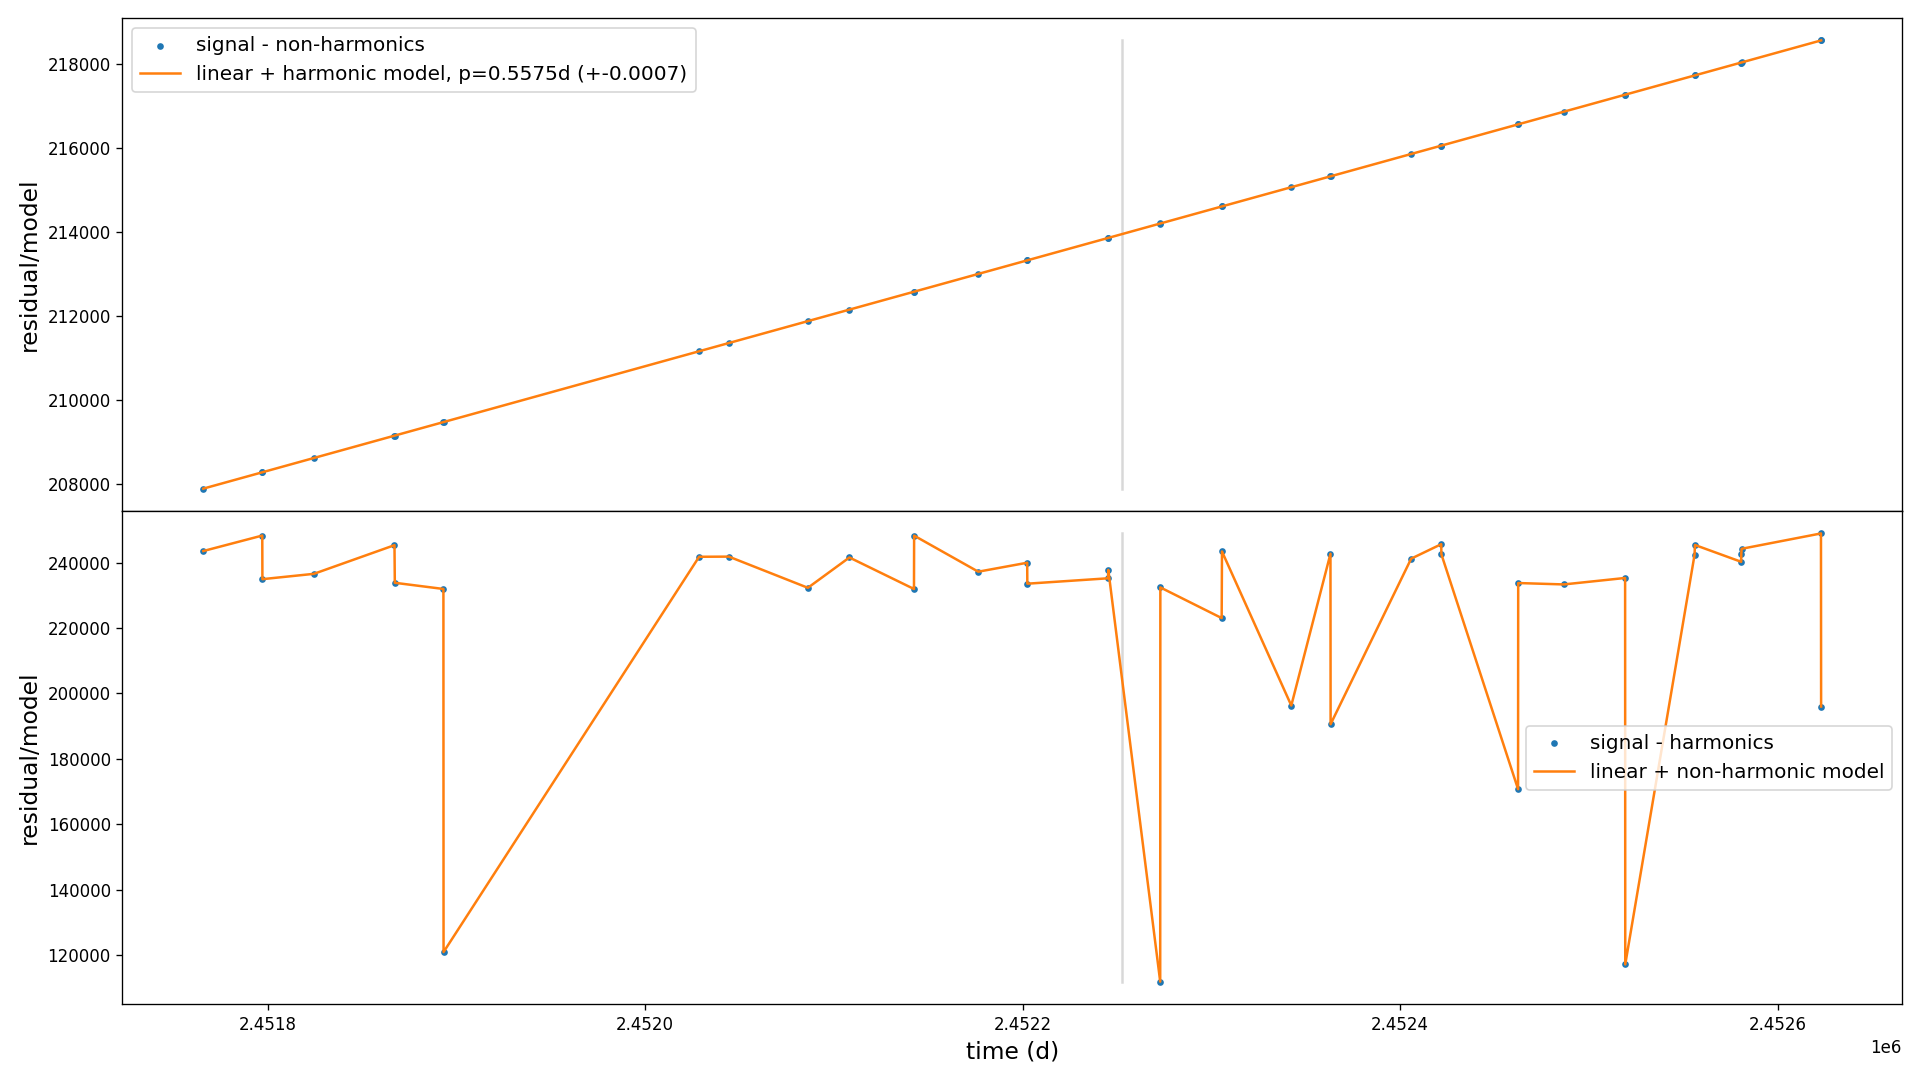 signal - non-harmonics
linear + harmonic model, p=0.5575d (+-0.0007)
218000
216000
214000
212000
210000
208000
residual/model
240000
220000
200000
180000
160000
140000
120000
residual/model
signal - harmonics
linear + non-harmonic model
2.4518
2.4520
2.4522
2.4524
2.4526
1e6
time (d)